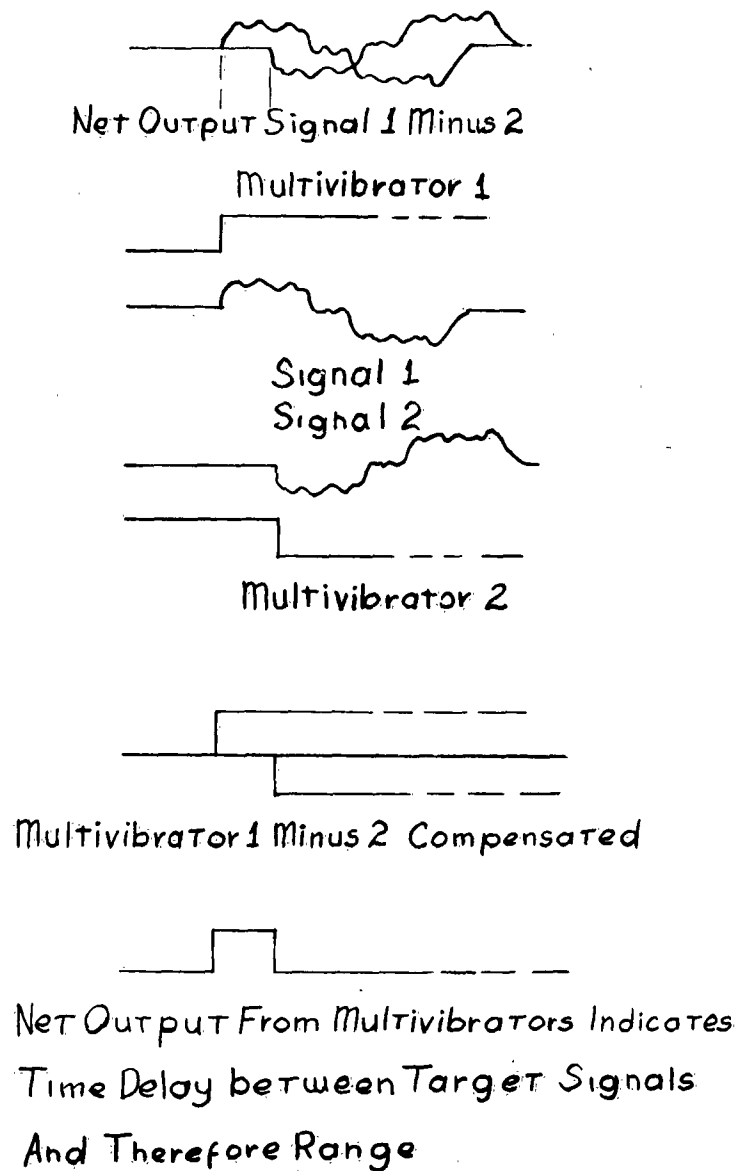 Net Output Signal 1 Minus 2
Multivibrator 1
Signal 1
Signal 2
Multivibrator 2
Multivibrator 1 Minus 2 Compensated
Net Output From Multivibrators Indicates
Time Delay between Target Signals
And Therefore Range